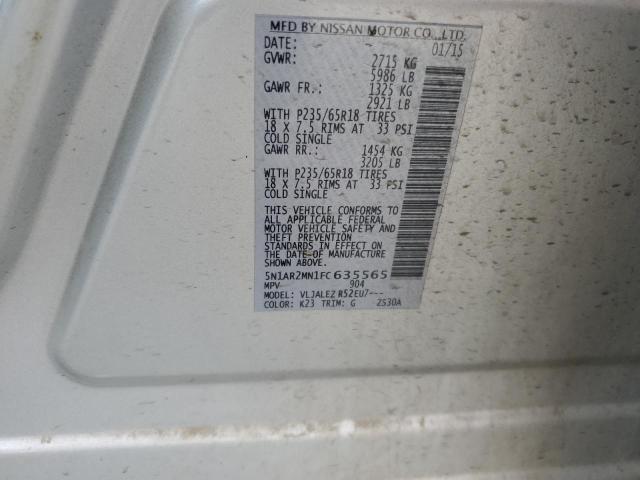 MFD BY NISSAN MOTOR CO.,LTD.
DATE: 01/15
GVWR: 2715 KG
5986 LB
GAWR FR.: 1325 KG
2921 LB
WITH P235/65R18 TIRES
18 X 7.5 RIMS AT 33 PSI
COLD SINGLE
GAWR RR.: 1454 KG
3205 LB
WITH P235/65R18 TIRES
18 X 7.5 RIMS AT 33 PSI
COLD SINGLE
THIS VEHICLE CONFORMS TO
ALL APPLICABLE FEDERAL
MOTOR VEHICLE SAFETY AND
THEFT PREVENTION
STANDARDS IN EFFECT ON
THE DATE OF MANUFACTURE
SHOWN ABOVE.
5N1AR2MN1FC635565
MPV 904
MODEL: VLJALEZ R52EU7---
COLOR: K23 TRIM: G ZS30A